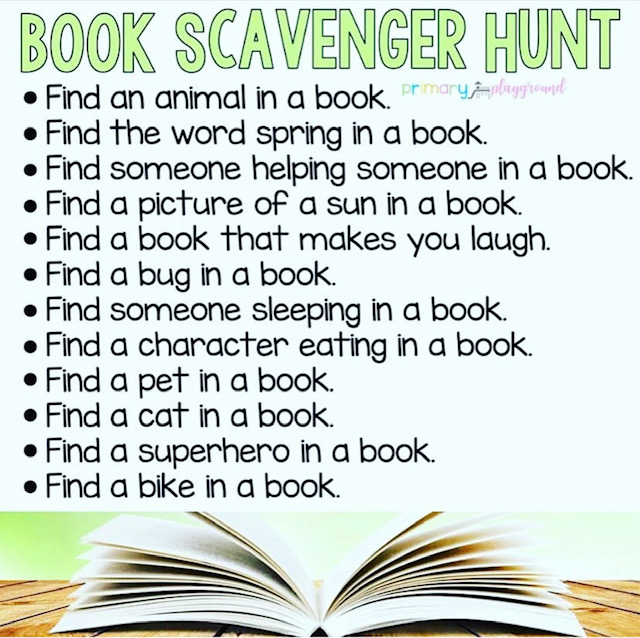 BOOK SCAVENGER HUNT
primary playground
• Find an animal in a book.
• Find the word spring in a book.
• Find someone helping someone in a book.
• Find a picture of a sun in a book.
• Find a book that makes you laugh.
• Find a bug in a book.
• Find someone sleeping in a book.
• Find a character eating in a book.
• Find a pet in a book.
• Find a cat in a book.
• Find a superhero in a book.
• Find a bike in a book.